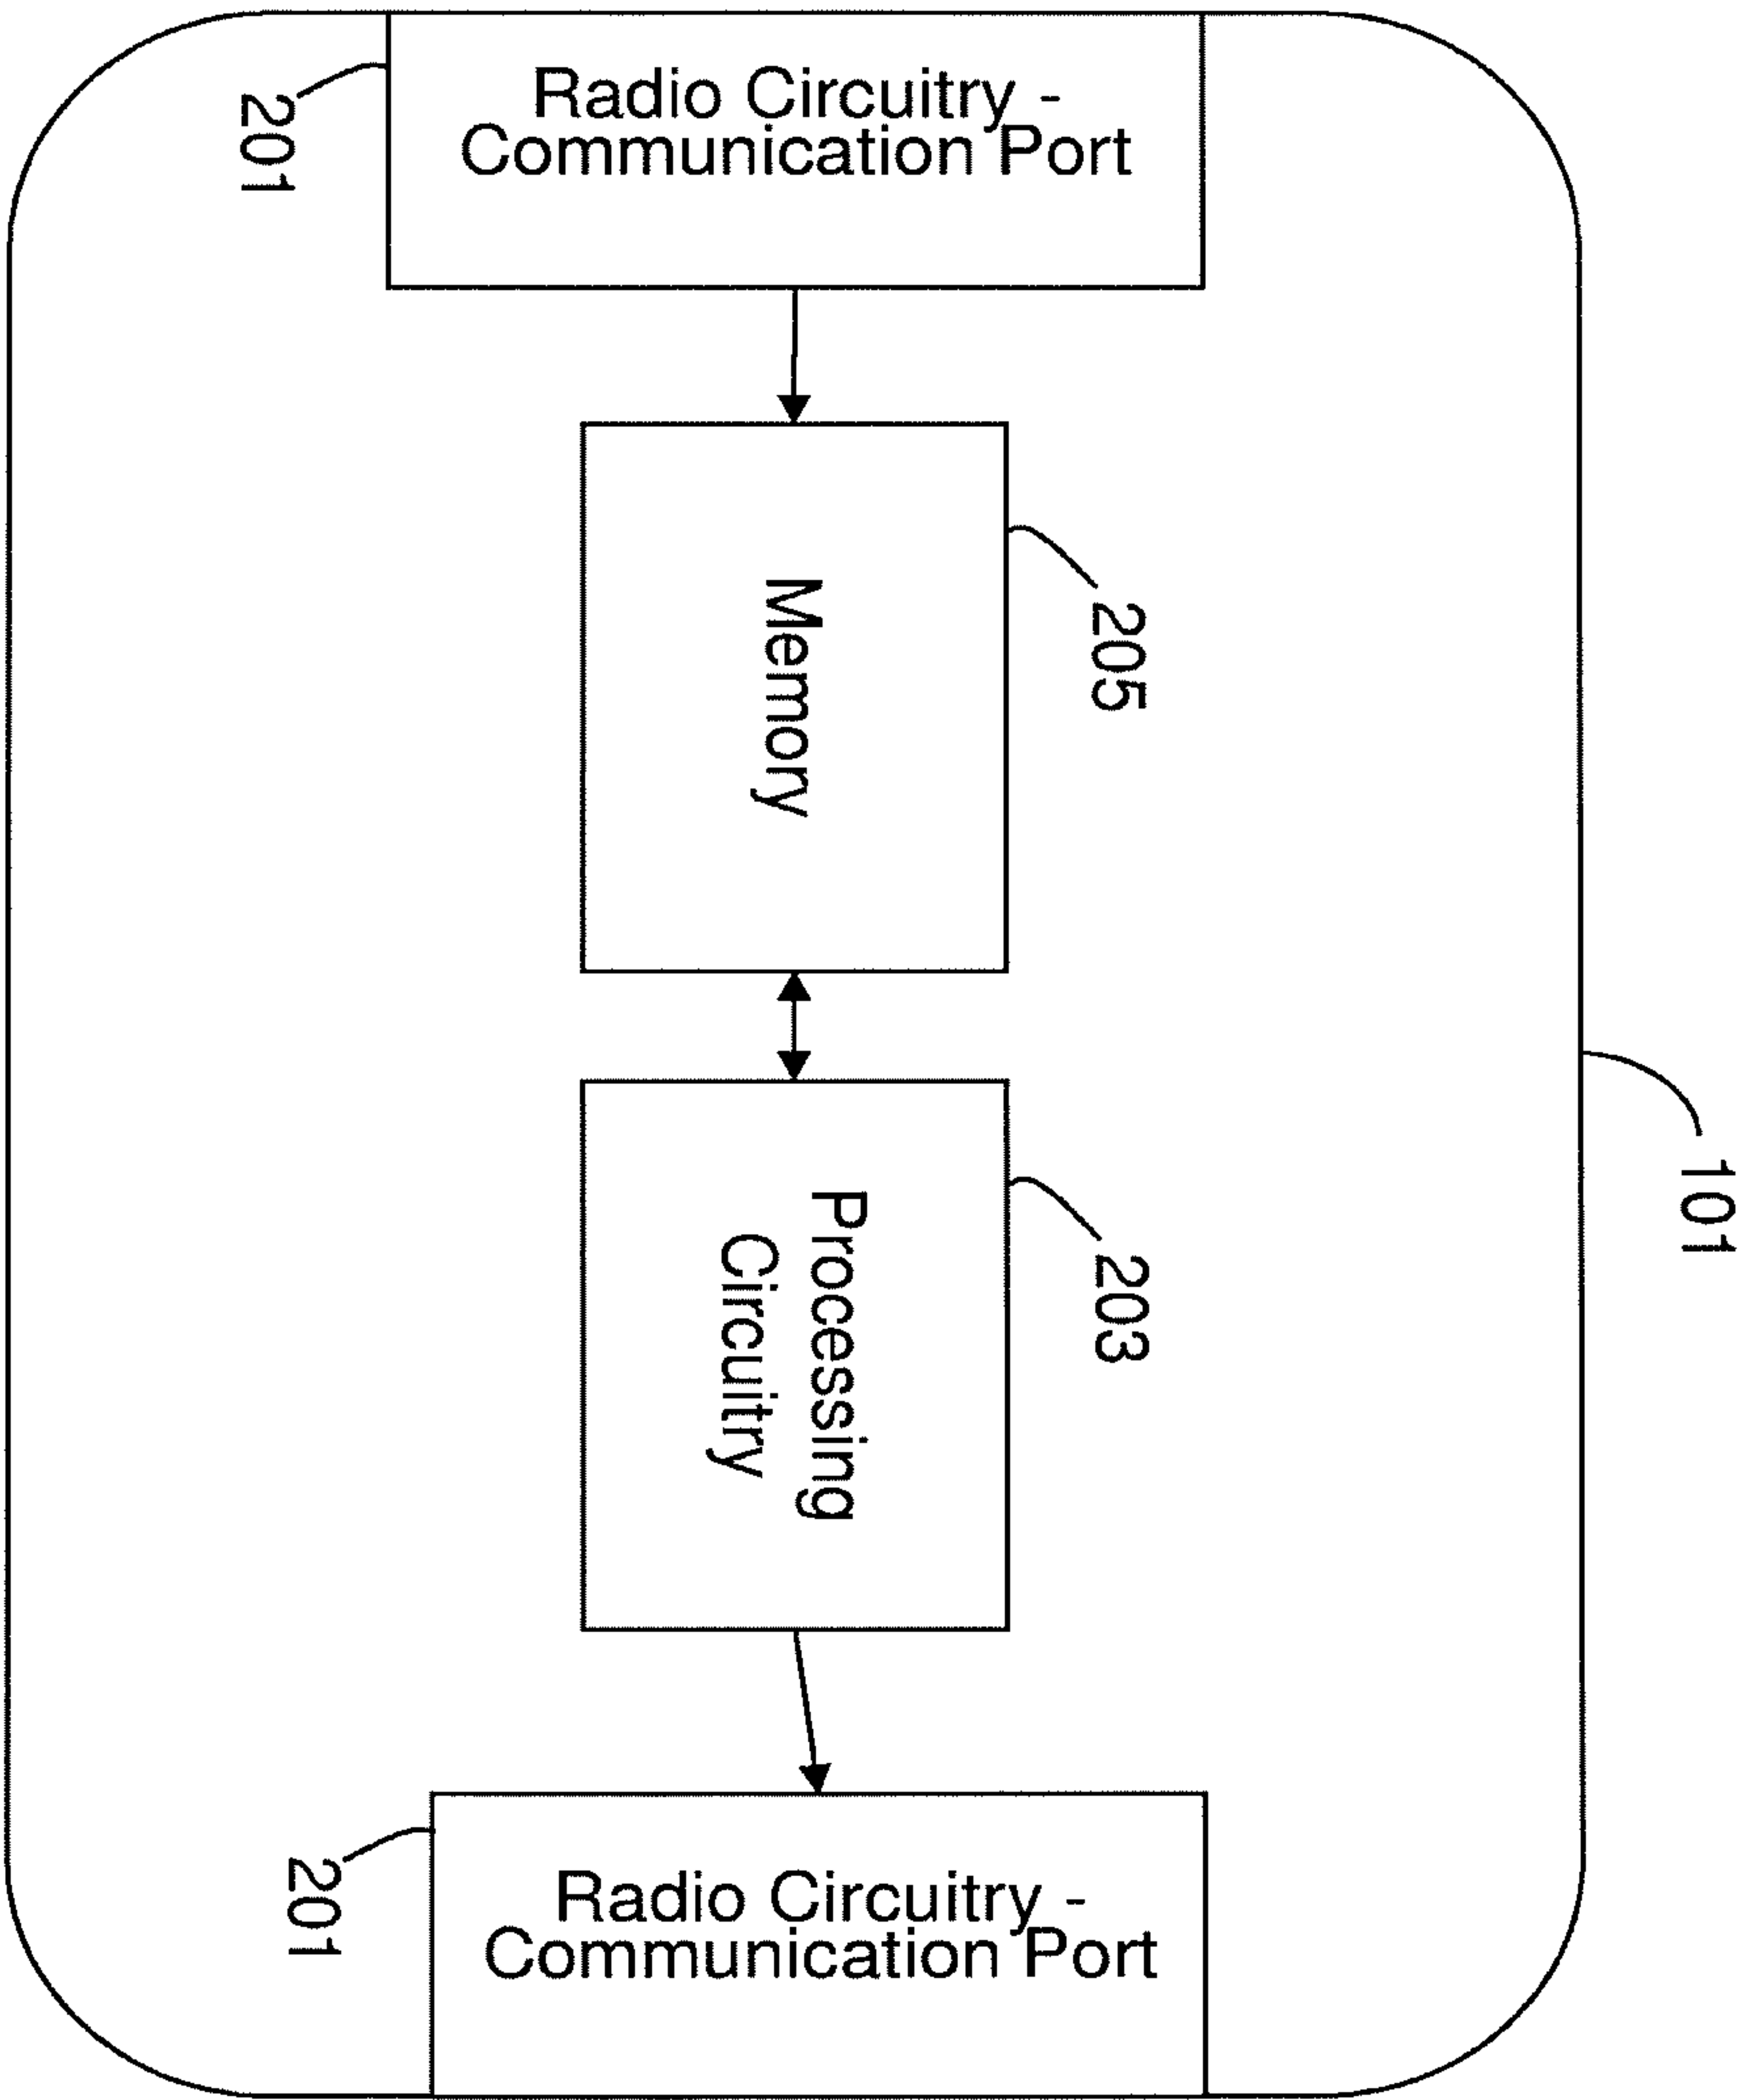 Radio Circuitry -
Communication Port
201
Memory
205
101
Processing
Circuitry
203
Radio Circuitry -
Communication Port
201